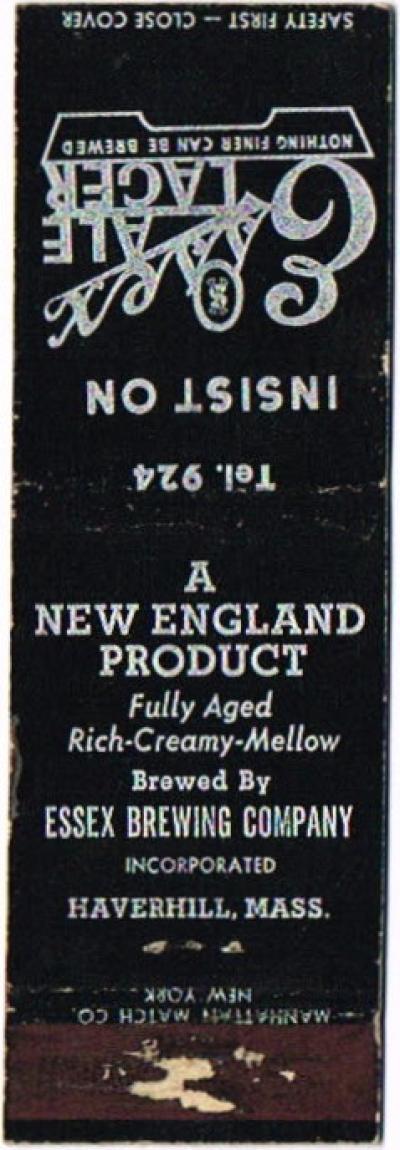 SAFETY FIRST — CLOSE COVER
NOTHING FINER CAN BE BREWED
Essex
ALE
LAGER
INSIST ON
Tel. 924
A
NEW ENGLAND
PRODUCT
Fully Aged
Rich-Creamy-Mellow
Brewed By
ESSEX BREWING COMPANY
INCORPORATED
HAVERHILL, MASS.
MANHATTAN MATCH CO.
NEW YORK